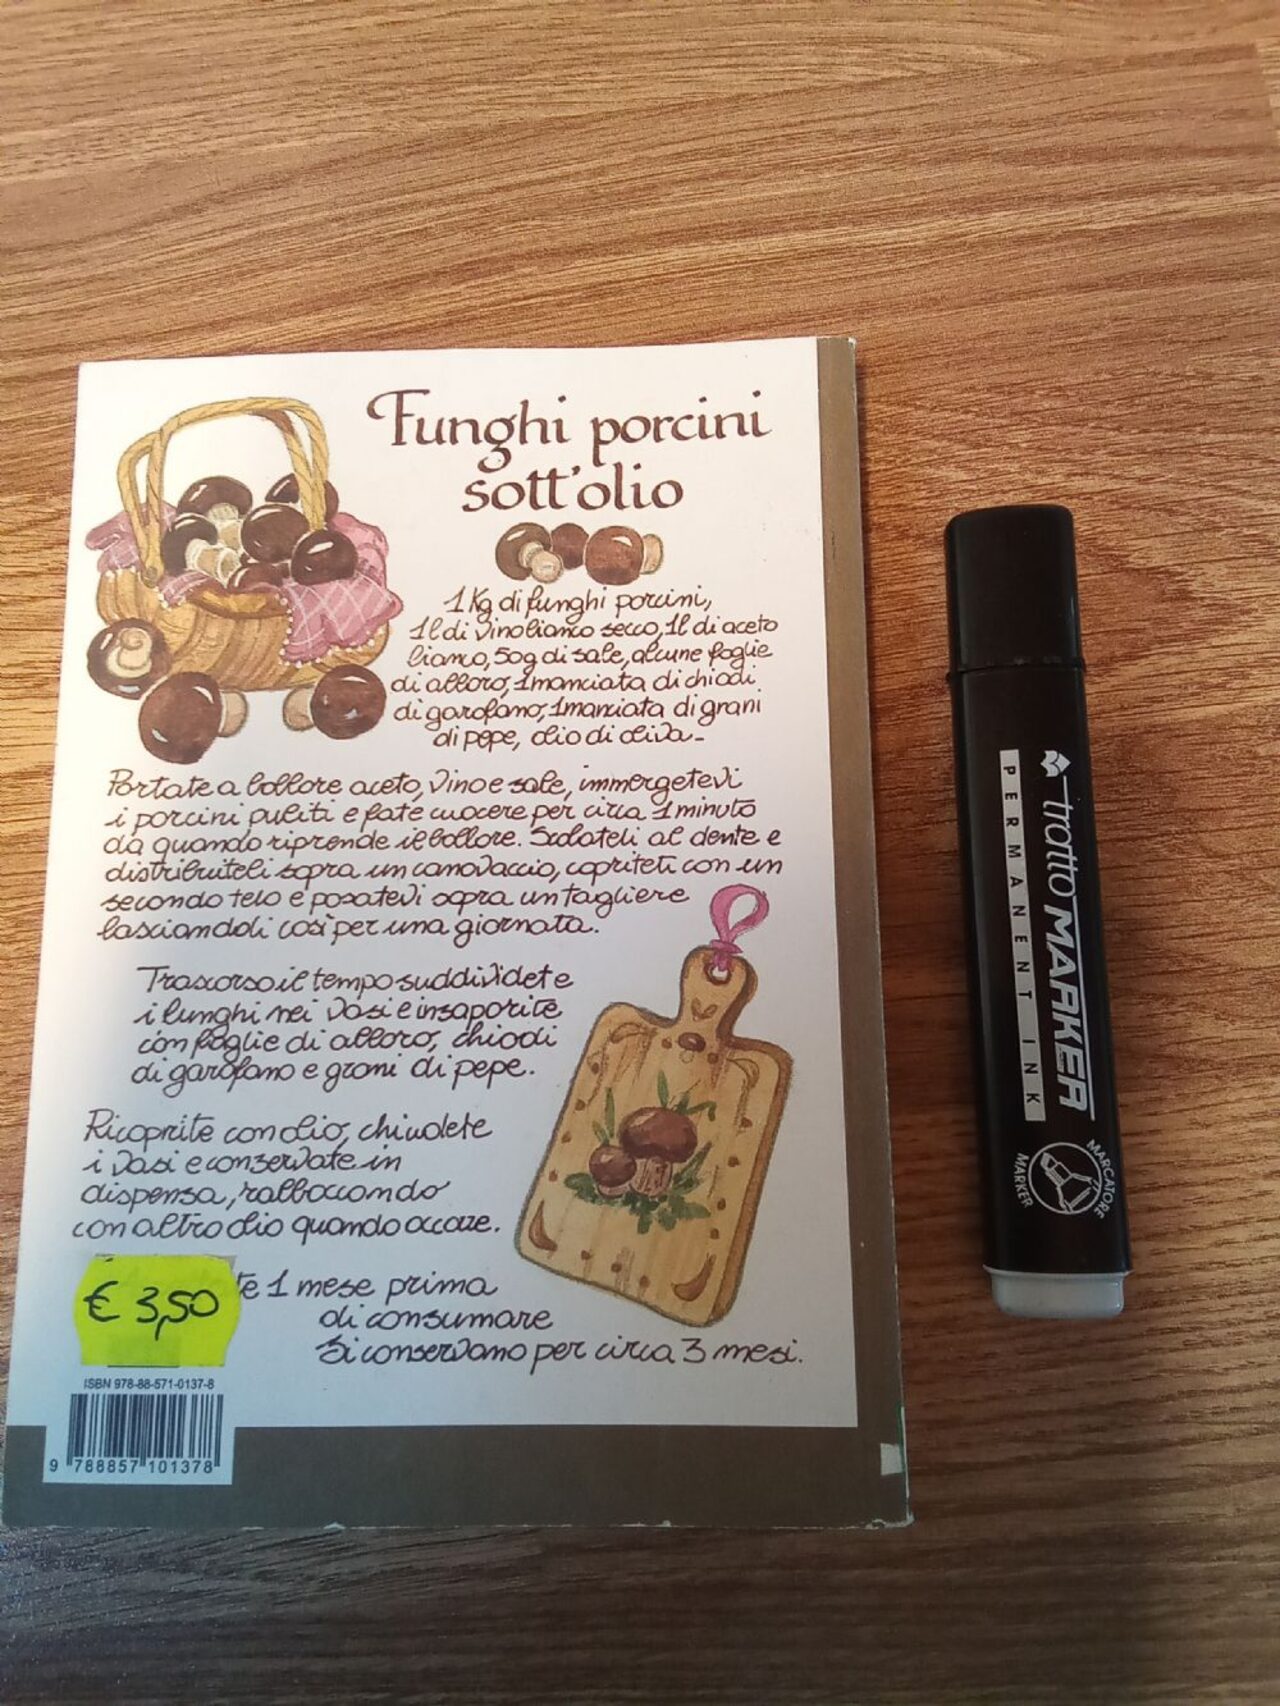 Funghi porcini
sott'olio
1 Kg di funghi porcini,
1 l di vino bianco secco, 1 l di aceto
bianco, 50 g di sale, alcune foglie
di alloro, 1 manciata di chiodi
di garofano, 1 manciata di grani
di pepe, olio di oliva-
Portate a bollore aceto, vino e sale, immergetevi
i porcini puliti e fate cuocere per circa 1 minuto
da quando riprende il bollore. Scolateli al dente e
distribuiteli sopra un canovaccio, copriteli con un
secondo telo e posatevi sopra un tagliere
lasciandoli così per una giornata.
Trascorso il tempo suddividete
i funghi nei vasi e insaporite
con foglie di alloro, chiodi
di garofano e grani di pepe.
Ricoprite con olio, chiudete
i vasi e conservate in
dispensa, rabboccando
con altro olio quando occorre.
te 1 mese prima
di consumare
Si conservano per circa 3 mesi.
€ 3,50
ISBN 978-88-571-0137-8
9 788857 101378
tratto MARKER
PERMANENT INK
MARCATORE
MARKER